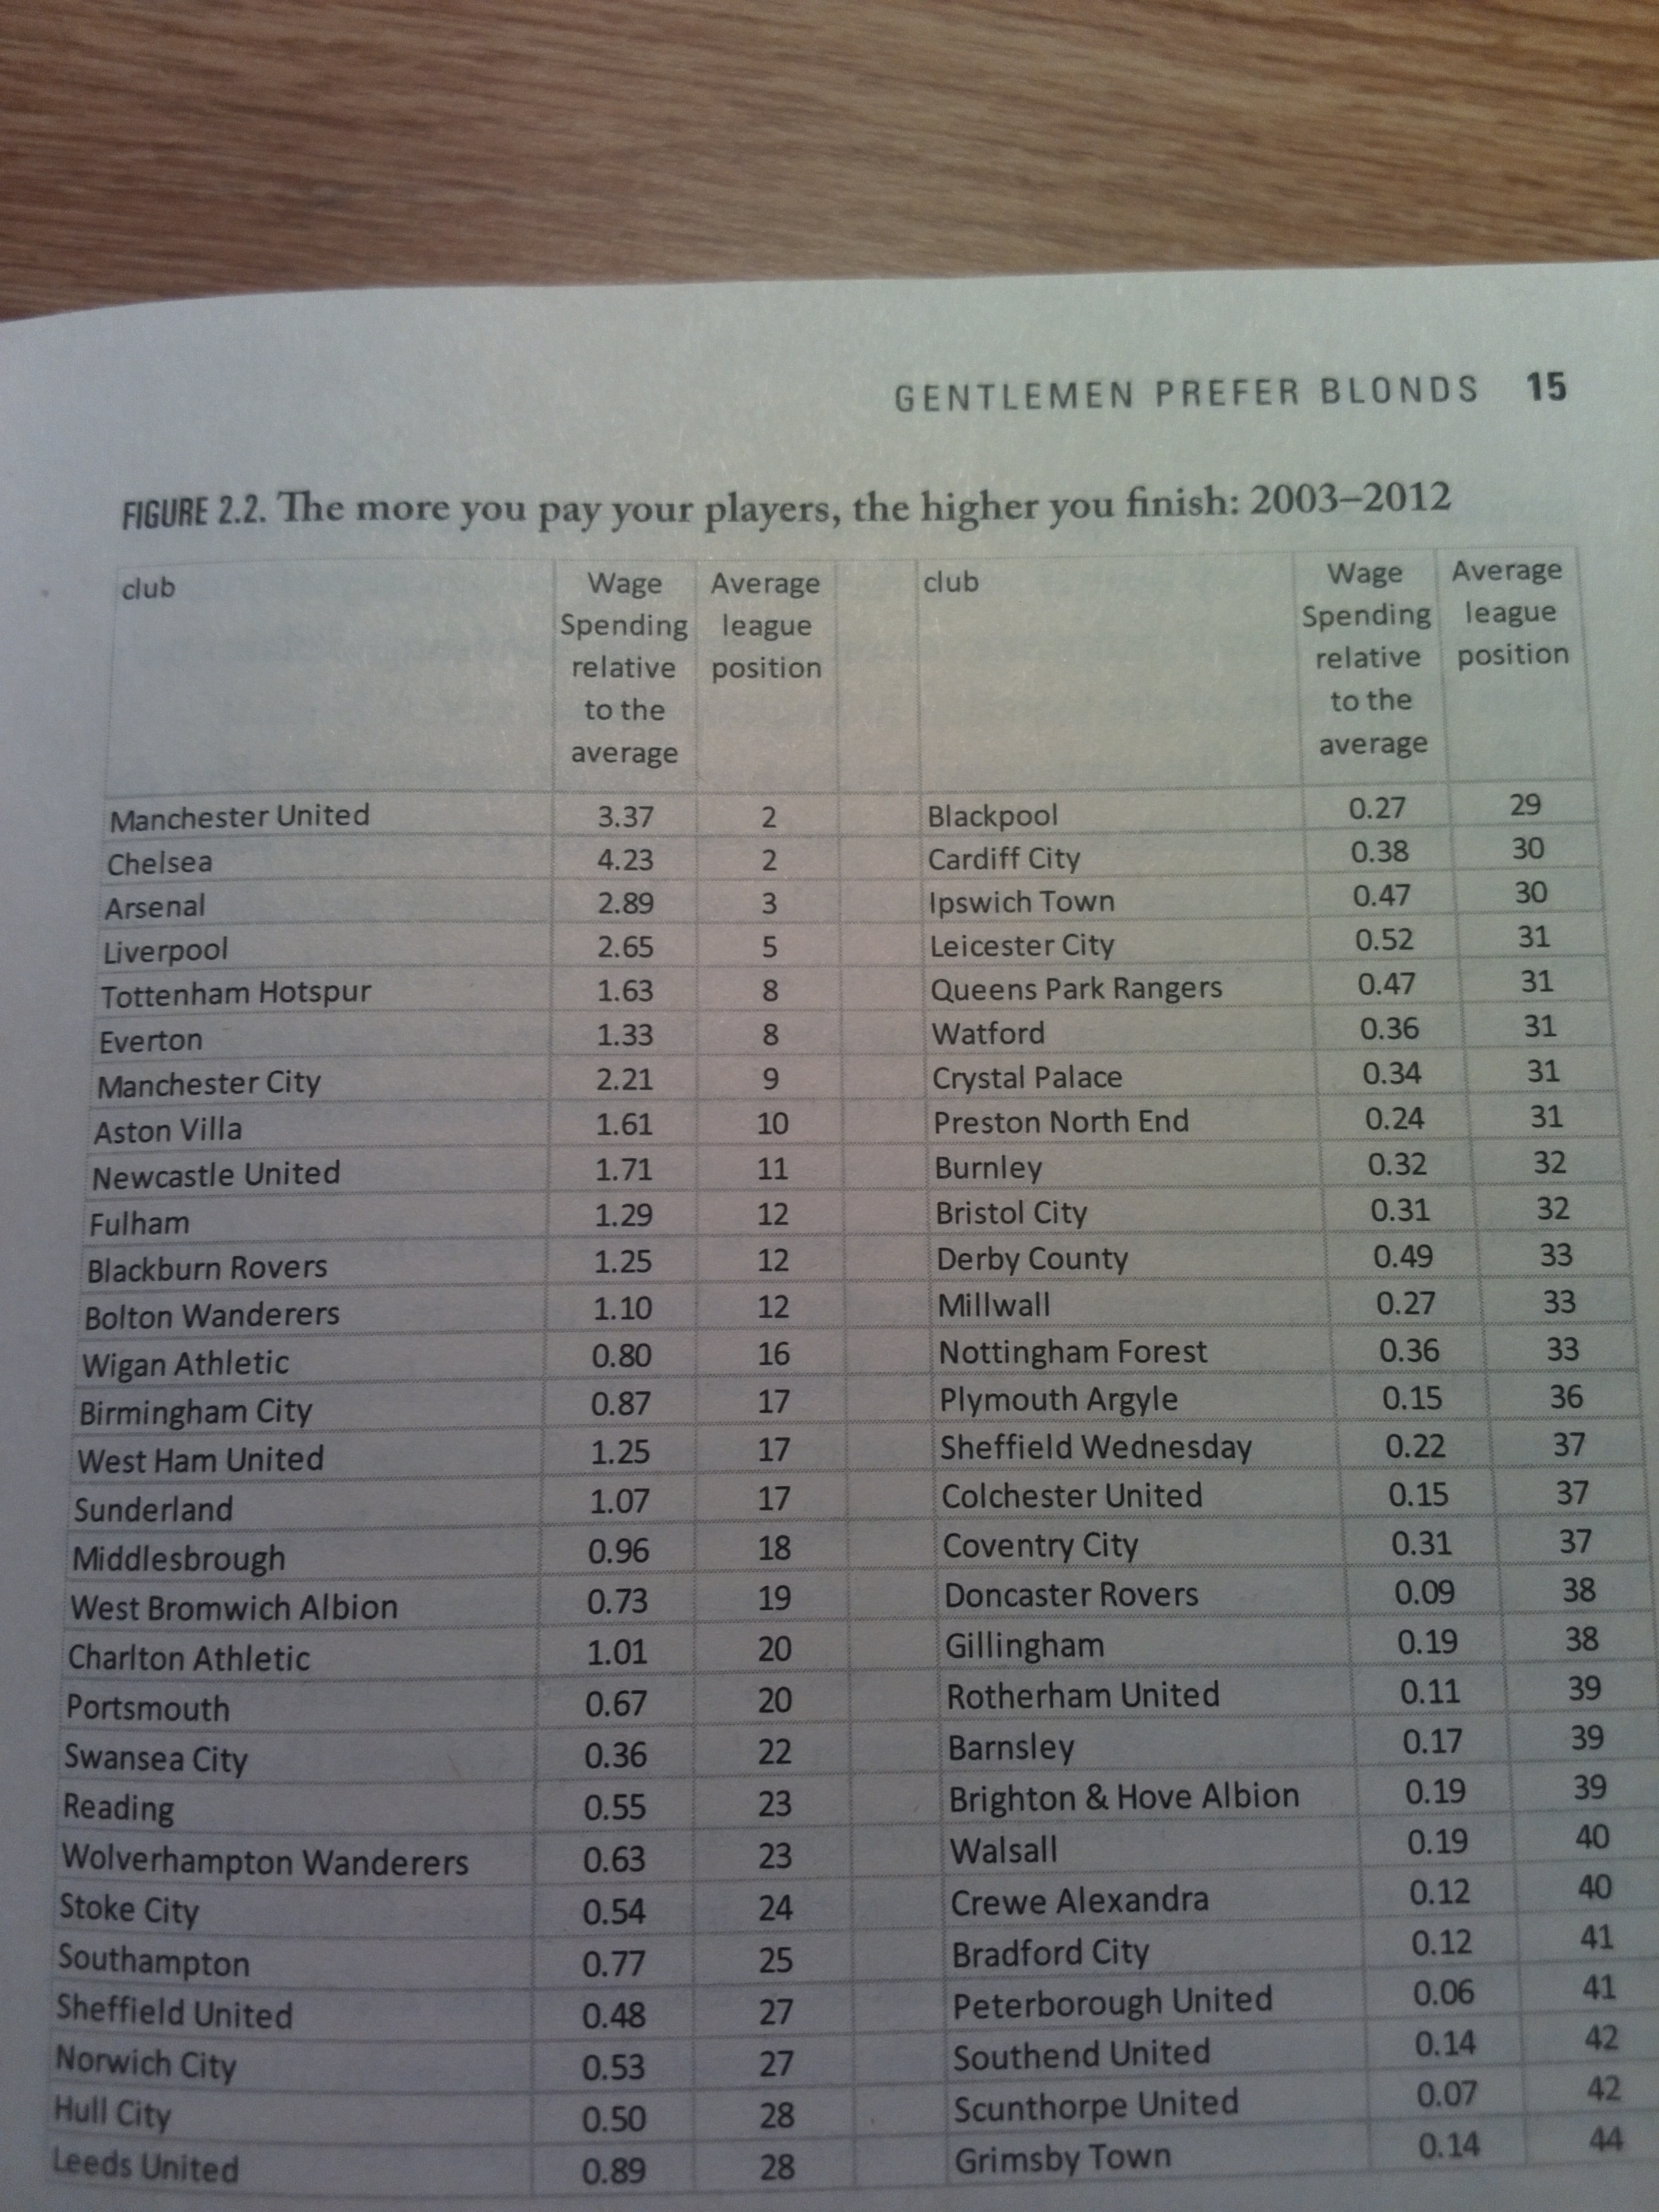 GENTLEMEN PREFER BLONDS 15
FIGURE 2.2. The more you pay your players, the higher you finish: 2003–2012
club Wage Average club Wage Average
Spending league Spending league
relative position relative position
to the to the
average average
Manchester United 3.37 2 Blackpool 0.27 29
Chelsea 4.23 2 Cardiff City 0.38 30
Arsenal 2.89 3 Ipswich Town 0.47 30
Liverpool 2.65 5 Leicester City 0.52 31
Tottenham Hotspur 1.63 8 Queens Park Rangers 0.47 31
Everton 1.33 8 Watford 0.36 31
Manchester City 2.21 9 Crystal Palace 0.34 31
Aston Villa 1.61 10 Preston North End 0.24 31
Newcastle United 1.71 11 Burnley 0.32 32
Fulham 1.29 12 Bristol City 0.31 32
Blackburn Rovers 1.25 12 Derby County 0.49 33
Bolton Wanderers 1.10 12 Millwall 0.27 33
Wigan Athletic 0.80 16 Nottingham Forest 0.36 33
Birmingham City 0.87 17 Plymouth Argyle 0.15 36
West Ham United 1.25 17 Sheffield Wednesday 0.22 37
Sunderland 1.07 17 Colchester United 0.15 37
Middlesbrough 0.96 18 Coventry City 0.31 37
West Bromwich Albion 0.73 19 Doncaster Rovers 0.09 38
Charlton Athletic 1.01 20 Gillingham 0.19 38
Portsmouth 0.67 20 Rotherham United 0.11 39
Swansea City 0.36 22 Barnsley 0.17 39
Reading 0.55 23 Brighton & Hove Albion 0.19 39
Wolverhampton Wanderers 0.63 23 Walsall 0.19 40
Stoke City 0.54 24 Crewe Alexandra 0.12 40
Southampton 0.77 25 Bradford City 0.12 41
Sheffield United 0.48 27 Peterborough United 0.06 41
Norwich City 0.53 27 Southend United 0.14 42
Hull City 0.50 28 Scunthorpe United 0.07 42
Leeds United 0.89 28 Grimsby Town 0.14 44